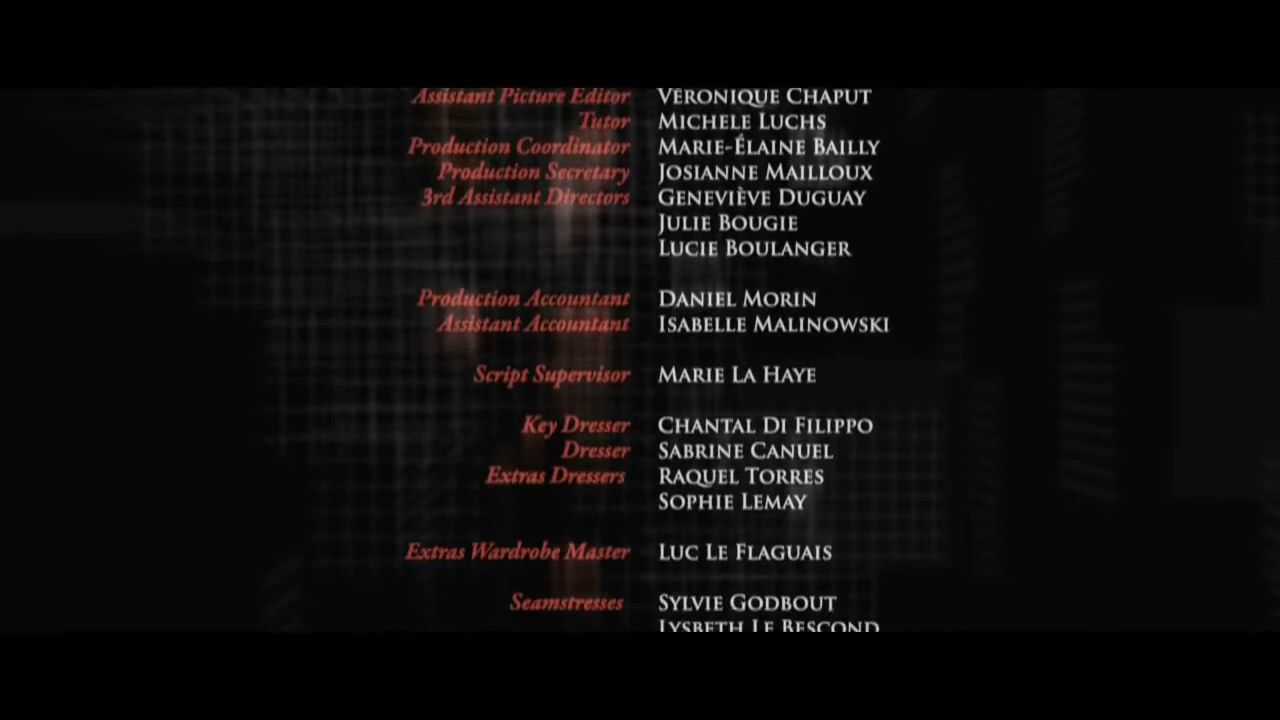 Assistant Picture Editor VÉRONIQUE CHAPUT
Tutor MICHELE LUCHS
Production Coordinator MARIE-ÉLAINE BAILLY
Production Secretary JOSIANNE MAILLOUX
3rd Assistant Directors GENEVIÈVE DUGUAY
JULIE BOUGIE
LUCIE BOULANGER
Production Accountant DANIEL MORIN
Assistant Accountant ISABELLE MALINOWSKI
Script Supervisor MARIE LA HAYE
Key Dresser CHANTAL DI FILIPPO
Dresser SABRINE CANUEL
Extras Dressers RAQUEL TORRES
SOPHIE LEMAY
Extras Wardrobe Master LUC LE FLAGUAIS
Seamstresses SYLVIE GODBOUT
LYSBETH LE BESCOND